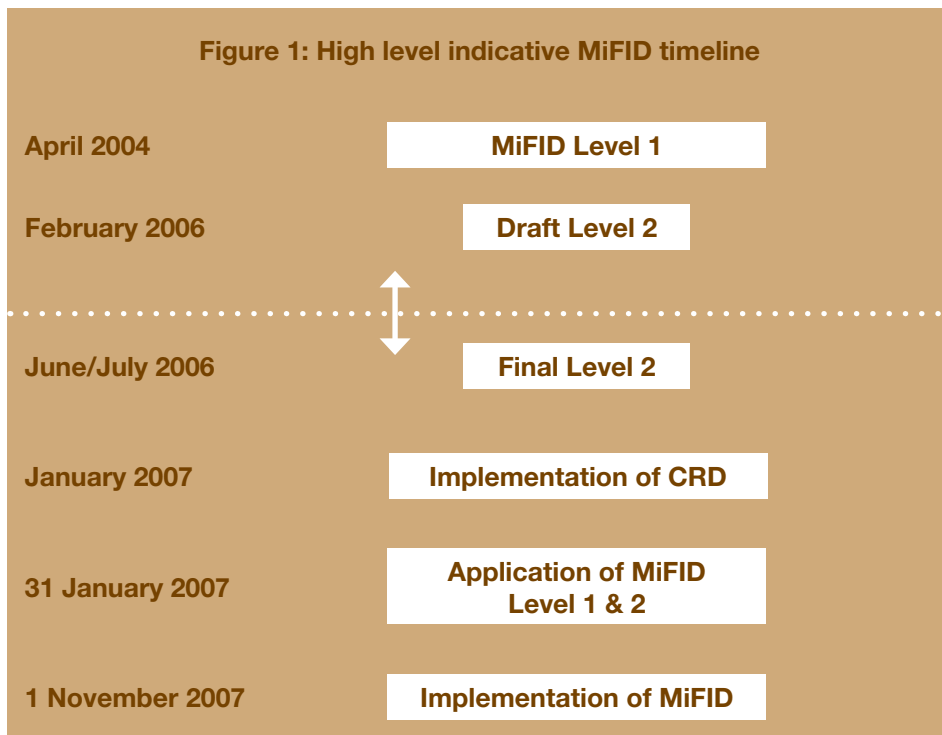 Figure 1: High level indicative MiFID timeline
April 2004
MiFID Level 1
February 2006
Draft Level 2
June/July 2006
Final Level 2
January 2007
Implementation of CRD
31 January 2007
Application of MiFID
Level 1 & 2
1 November 2007
Implementation of MiFID